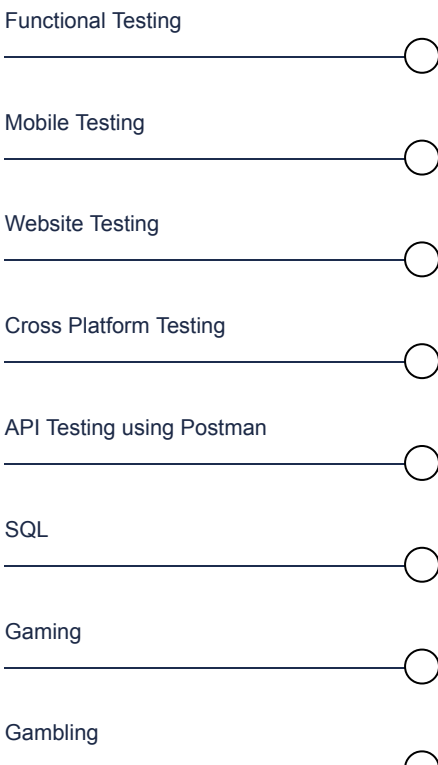 Functional Testing
Mobile Testing
Website Testing
Cross Platform Testing
API Testing using Postman
SQL
Gaming
Gambling